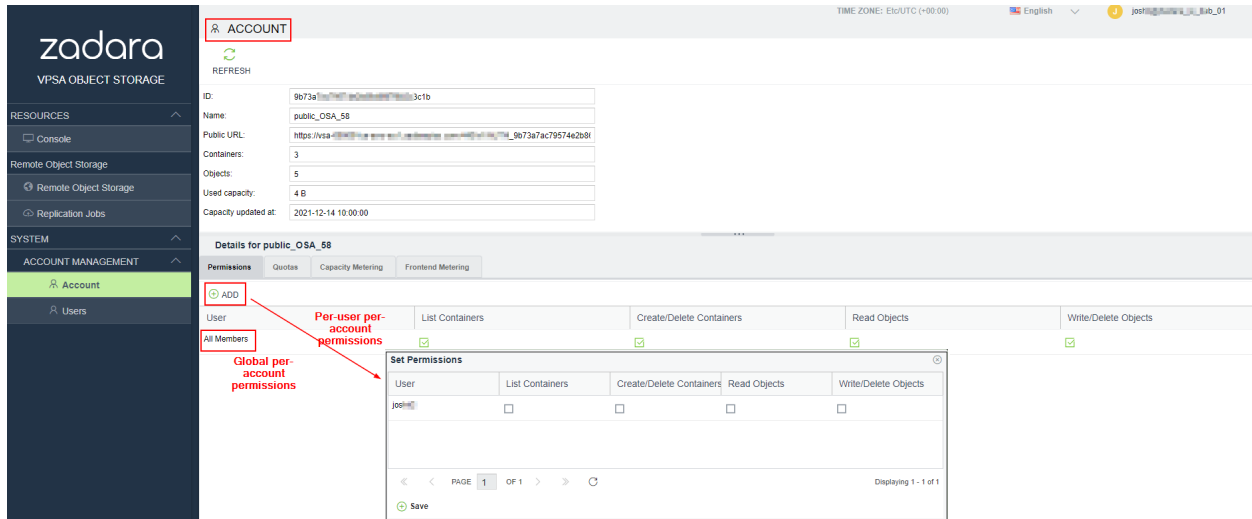 TIME ZONE: Etc/UTC (+00:00)
English
J
zadara
VPSA OBJECT STORAGE
RESOURCES
Console
Remote Object Storage
Remote Object Storage
Replication Jobs
SYSTEM
ACCOUNT MANAGEMENT
Account
Users
ACCOUNT
REFRESH
ID:
Name: public_OSA_58
Public URL:
Containers: 3
Objects: 5
Used capacity: 4 B
Capacity updated at: 2021-12-14 10:00:00
Details for public_OSA_58
Permissions Quotas Capacity Metering Frontend Metering
ADD
User List Containers Create/Delete Containers Read Objects Write/Delete Objects
All Members
Per-user per-
account
permissions
Global per-
account
permissions
Set Permissions
User List Containers Create/Delete Containers Read Objects Write/Delete Objects
PAGE 1 OF 1
Displaying 1 - 1 of 1
Save